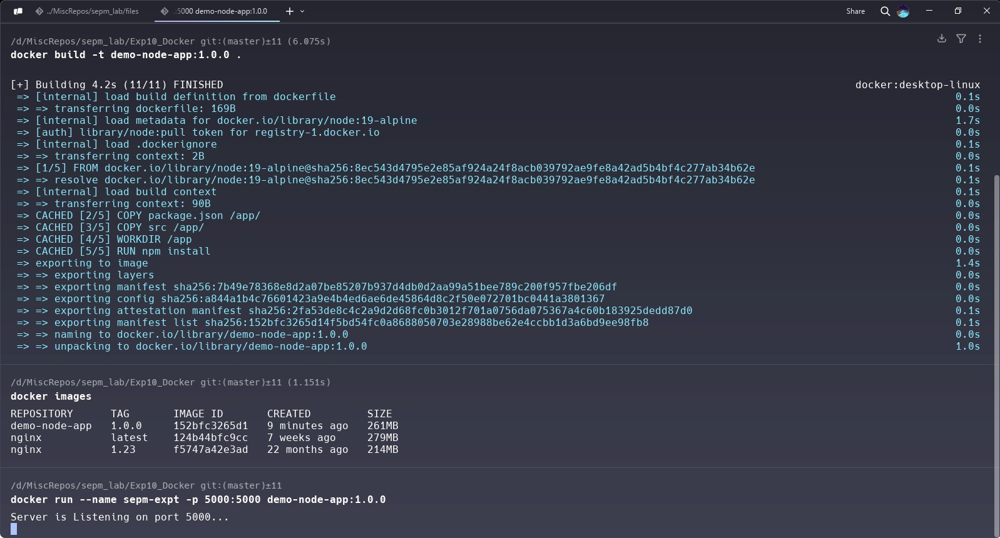 ../MiscRepos/sepm_lab/files
:5000 demo-node-app:1.0.0
Share
/d/MiscRepos/sepm_lab/Exp10_Docker git:(master)±11 (6.075s)
docker build -t demo-node-app:1.0.0 .
[+] Building 4.2s (11/11) FINISHED docker:desktop-linux
=> [internal] load build definition from dockerfile 0.1s
=> => transferring dockerfile: 169B 0.0s
=> [internal] load metadata for docker.io/library/node:19-alpine 1.7s
=> [auth] library/node:pull token for registry-1.docker.io 0.0s
=> [internal] load .dockerignore 0.1s
=> => transferring context: 2B 0.0s
=> [1/5] FROM docker.io/library/node:19-alpine@sha256:8ec543d4795e2e85af924a24f8acb039792ae9fe8a42ad5b4bf4c277ab34b62e 0.1s
=> => resolve docker.io/library/node:19-alpine@sha256:8ec543d4795e2e85af924a24f8acb039792ae9fe8a42ad5b4bf4c277ab34b62e 0.1s
=> [internal] load build context 0.1s
=> => transferring context: 90B 0.0s
=> CACHED [2/5] COPY package.json /app/ 0.0s
=> CACHED [3/5] COPY src /app/ 0.0s
=> CACHED [4/5] WORKDIR /app 0.0s
=> CACHED [5/5] RUN npm install 0.0s
=> exporting to image 1.4s
=> => exporting layers 0.0s
=> => exporting manifest sha256:7b49e78368e8d2a07be85207b937d4db0d2aa99a51bee789c200f957fbe206df 0.0s
=> => exporting config sha256:a844a1b4c76601423a9e4b4ed6ae6de45864d8c2f50e072701bc0441a3801367 0.0s
=> => exporting attestation manifest sha256:2fa53de8c4c2a9d2d68fc0b3012f701a0756da075367a4c60b183925dedd87d0 0.1s
=> => exporting manifest list sha256:152bfc3265d14f5bd54fc0a8688050703e28988be62e4ccbb1d3a6bd9ee98fb8 0.1s
=> => naming to docker.io/library/demo-node-app:1.0.0 0.0s
=> => unpacking to docker.io/library/demo-node-app:1.0.0 1.0s
/d/MiscRepos/sepm_lab/Exp10_Docker git:(master)±11 (1.151s)
docker images
REPOSITORY TAG IMAGE ID CREATED SIZE
demo-node-app 1.0.0 152bfc3265d1 9 minutes ago 261MB
nginx latest 124b44bfc9cc 7 weeks ago 279MB
nginx 1.23 f5747a42e3ad 22 months ago 214MB
/d/MiscRepos/sepm_lab/Exp10_Docker git:(master)±11
docker run --name sepm-expt -p 5000:5000 demo-node-app:1.0.0
Server is Listening on port 5000...